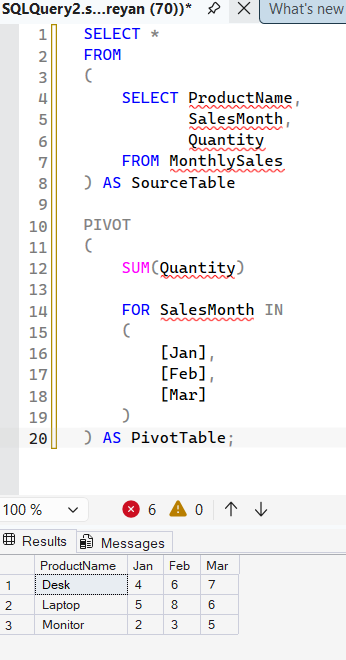 SQLQuery2.s...reyan (70))*
What's new
1 SELECT *
2 FROM
3 (
4 SELECT ProductName,
5 SalesMonth,
6 Quantity
7 FROM MonthlySales
8 ) AS SourceTable
9
10 PIVOT
11 (
12 SUM(Quantity)
13
14 FOR SalesMonth IN
15 (
16 [Jan],
17 [Feb],
18 [Mar]
19 )
20 ) AS PivotTable;
100 % 6 0
Results Messages
ProductName Jan Feb Mar
1 Desk 4 6 7
2 Laptop 5 8 6
3 Monitor 2 3 5